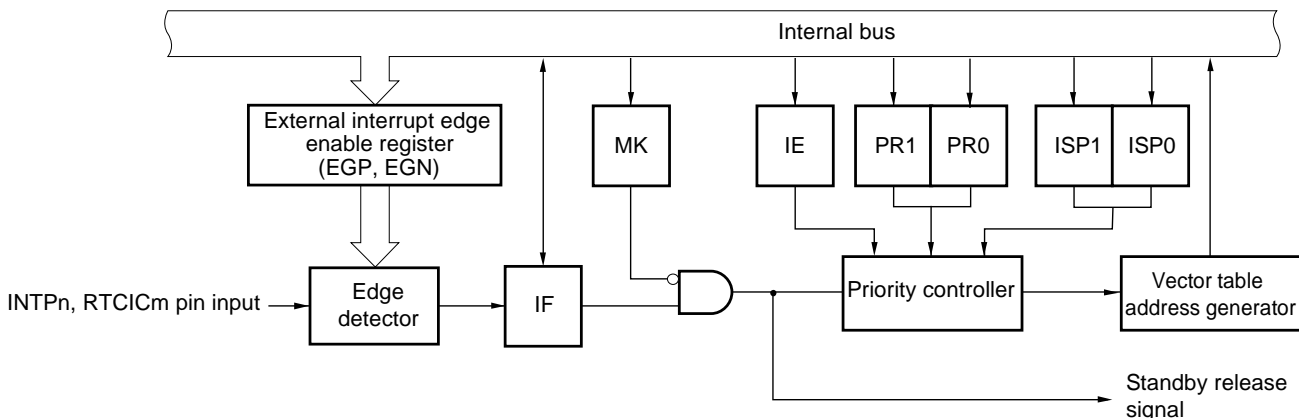 Internal bus
External interrupt edge
enable register
(EGP, EGN)
MK
IE
PR1
PR0
ISP1
ISP0
INTPn, RTCICm pin input
Edge
detector
IF
Priority controller
Vector table
address generator
Standby release
signal